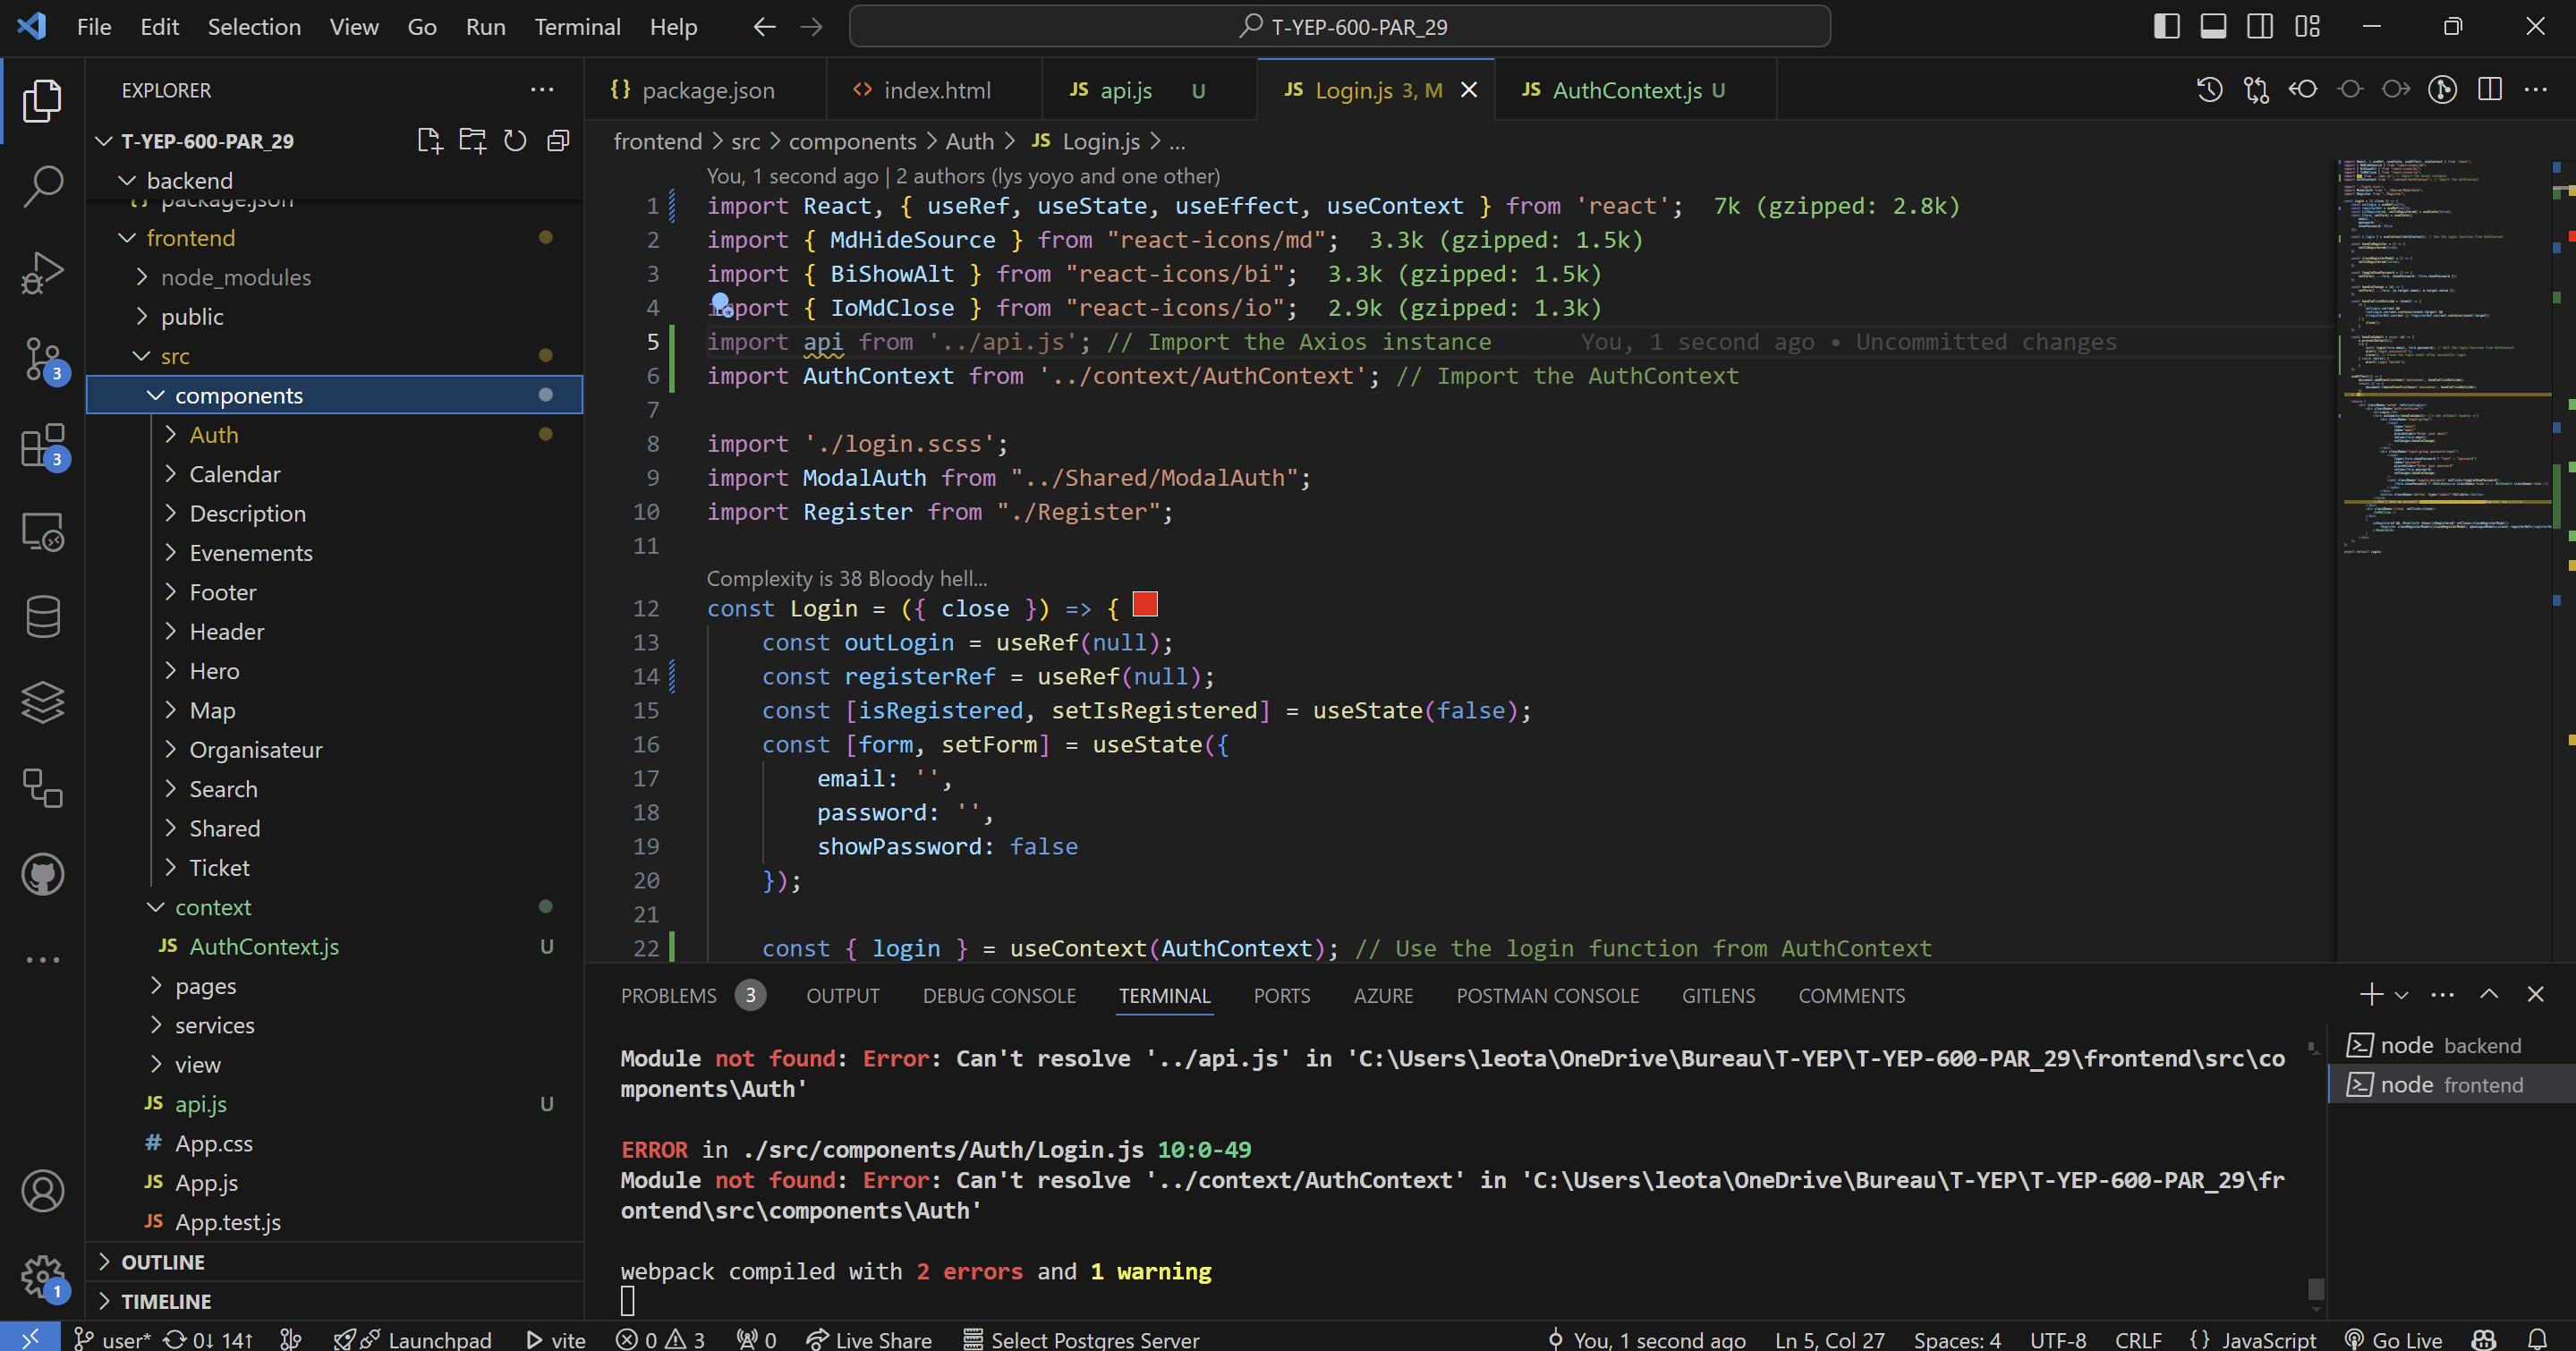 File Edit Selection View Go Run Terminal Help
T-YEP-600-PAR_29
EXPLORER
T-YEP-600-PAR_29
backend
package.json
frontend
node_modules
public
src
components
Auth
Calendar
Description
Evenements
Footer
Header
Hero
Map
Organisateur
Search
Shared
Ticket
context
JS AuthContext.js U
pages
services
view
JS api.js U
# App.css
JS App.js
JS App.test.js
OUTLINE
TIMELINE
3
3
1
{} package.json
<> index.html
JS api.js U
JS Login.js 3, M
JS AuthContext.js U
frontend > src > components > Auth > JS Login.js > ...
You, 1 second ago | 2 authors (lys yoyo and one other)
1 import React, { useRef, useState, useEffect, useContext } from 'react'; 7k (gzipped: 2.8k)
2 import { MdHideSource } from "react-icons/md"; 3.3k (gzipped: 1.5k)
3 import { BiShowAlt } from "react-icons/bi"; 3.3k (gzipped: 1.5k)
4 import { IoMdClose } from "react-icons/io"; 2.9k (gzipped: 1.3k)
5 import api from '../api.js'; // Import the Axios instance You, 1 second ago • Uncommitted changes
6 import AuthContext from '../context/AuthContext'; // Import the AuthContext
7
8 import './login.scss';
9 import ModalAuth from "../Shared/ModalAuth";
10 import Register from "./Register";
11
Complexity is 38 Bloody hell...
12 const Login = ({ close }) => {
13 const outLogin = useRef(null);
14 const registerRef = useRef(null);
15 const [isRegistered, setIsRegistered] = useState(false);
16 const [form, setForm] = useState({
17 email: '',
18 password: '',
19 showPassword: false
20 });
21
22 const { login } = useContext(AuthContext); // Use the login function from AuthContext
PROBLEMS 3 OUTPUT DEBUG CONSOLE TERMINAL PORTS AZURE POSTMAN CONSOLE GITLENS COMMENTS
Module not found: Error: Can't resolve '../api.js' in 'C:\Users\leota\OneDrive\Bureau\T-YEP\T-YEP-600-PAR_29\frontend\src\co
mponents\Auth'
ERROR in ./src/components/Auth/Login.js 10:0-49
Module not found: Error: Can't resolve '../context/AuthContext' in 'C:\Users\leota\OneDrive\Bureau\T-YEP\T-YEP-600-PAR_29\fr
ontend\src\components\Auth'
webpack compiled with 2 errors and 1 warning
node backend
node frontend
user* 0↓ 14↑ Launchpad vite 0 3 0 Live Share Select Postgres Server You, 1 second ago Ln 5, Col 27 Spaces: 4 UTF-8 CRLF {} JavaScript Go Live